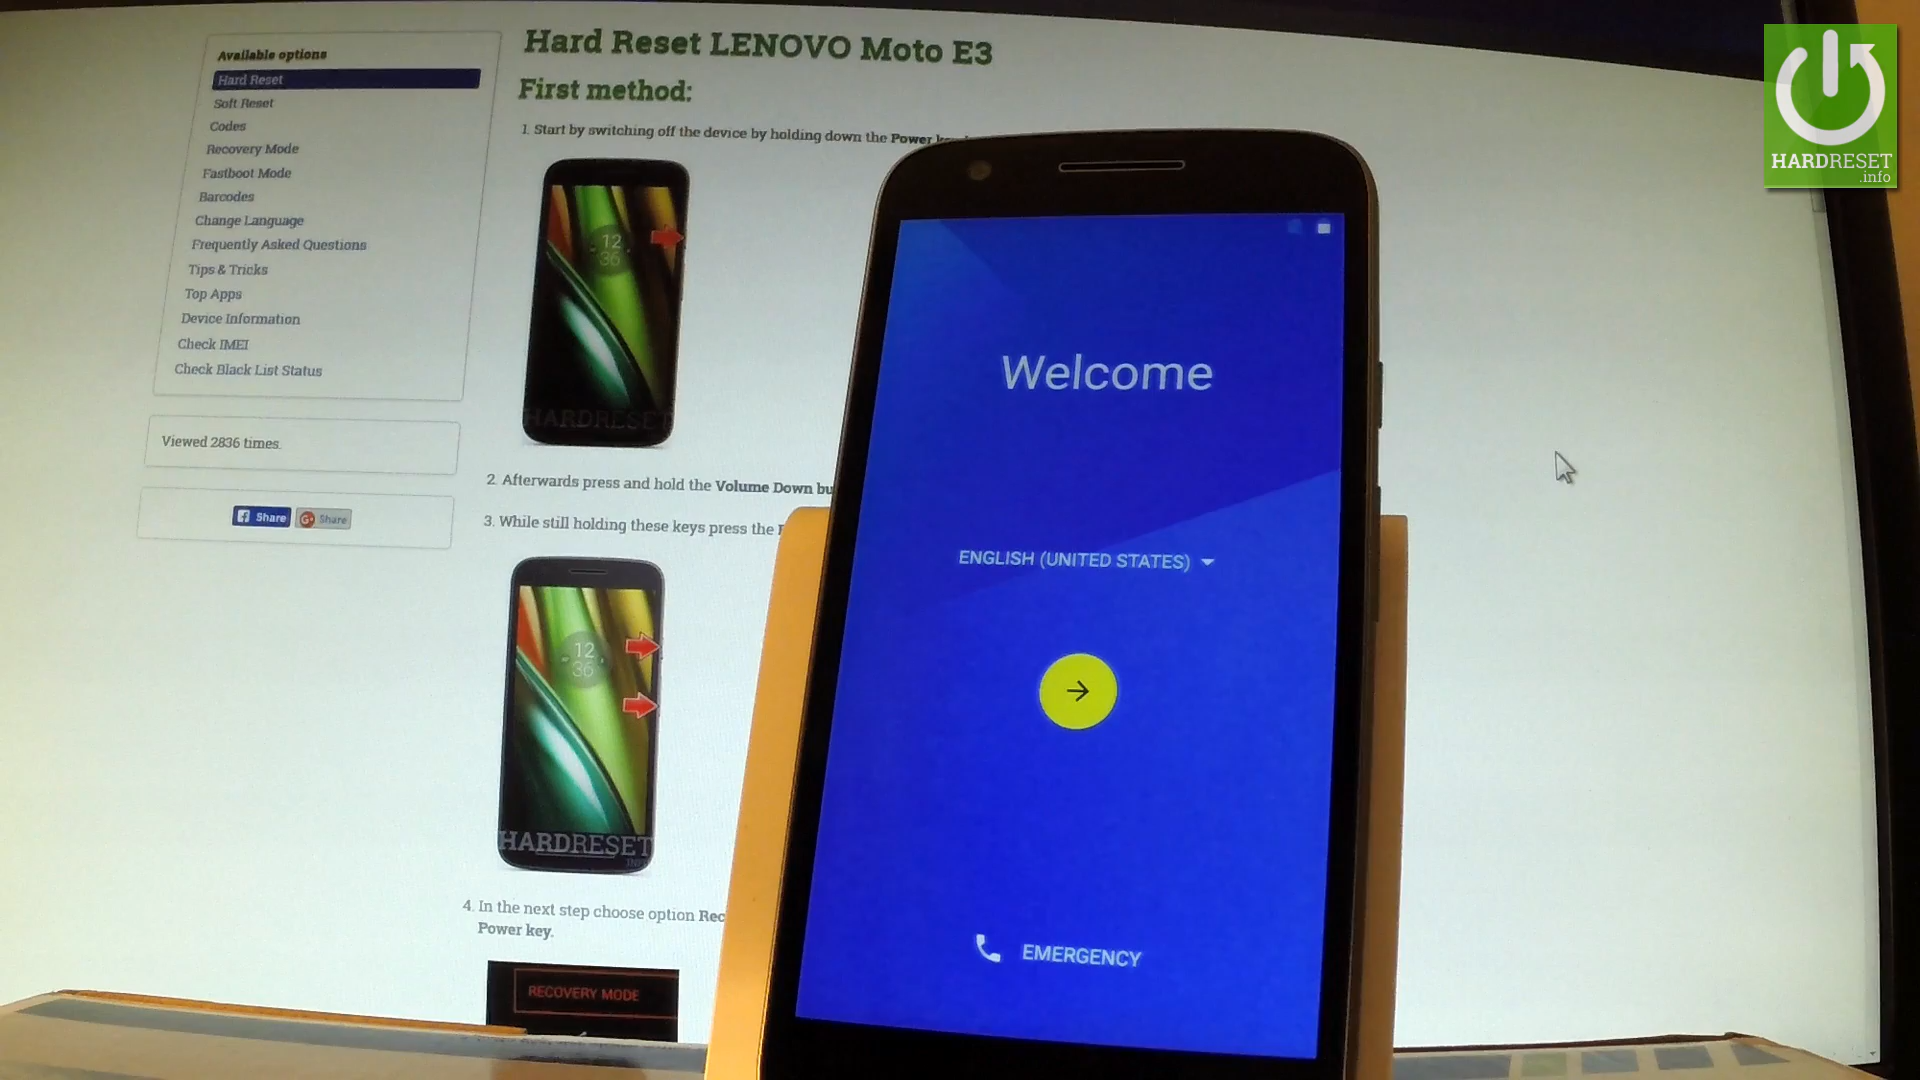 Available options
Hard Reset
Soft Reset
Codes
Recovery Mode
Fastboot Mode
Barcodes
Change Language
Frequently Asked Questions
Tips & Tricks
Top Apps
Device Information
Check IMEI
Check Black List Status
Viewed 2836 times.
Share
G+ Share
Hard Reset LENOVO Moto E3
First method:
1. Start by switching off the device by holding down the Power
12
36
HARDRESET
2. Afterwards press and hold the Volume Down
3. While still holding these keys press the
12
36
HARDRESET
4. In the next step choose option
Power key.
RECOVERY MODE
Welcome
ENGLISH (UNITED STATES)
EMERGENCY
HARDRESET
.info